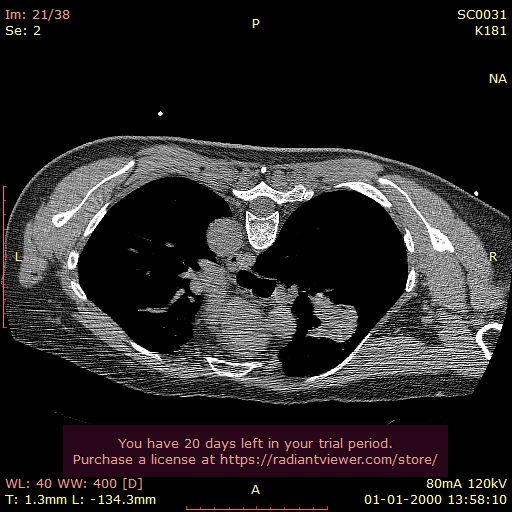 Im: 21/38
Se: 2
P
SC0031
K181
NA
L
R
You have 20 days left in your trial period.
Purchase a license at https://radiantviewer.com/store/
WL: 40 WW: 400 [D]
T: 1.3mm L: -134.3mm
A
80mA 120kV
01-01-2000 13:58:10